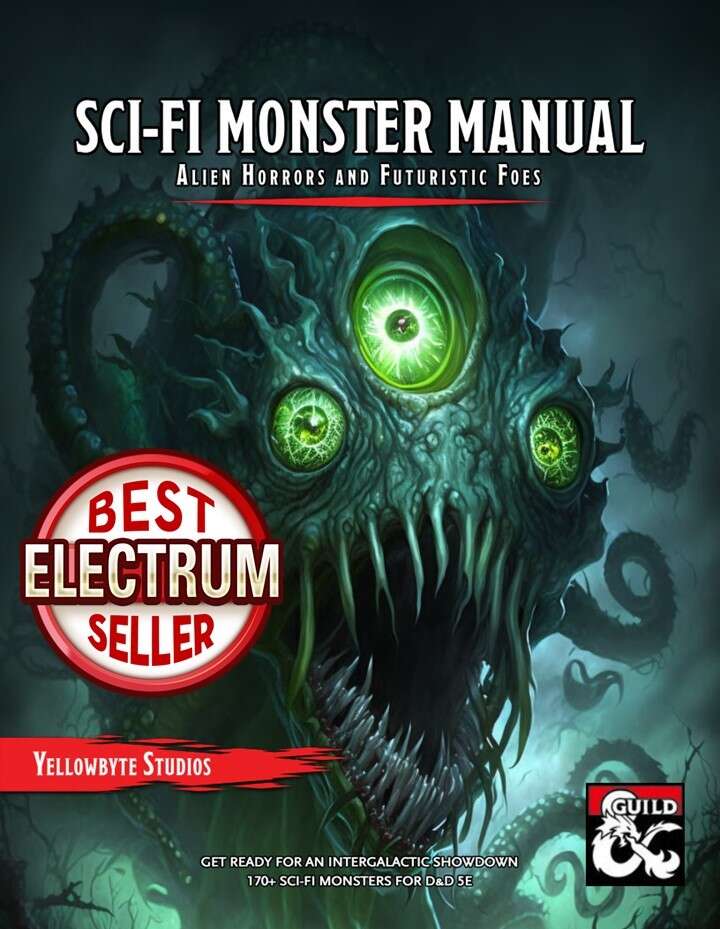 SCI-FI MONSTER MANUAL
ALIEN HORRORS AND FUTURISTIC FOES
BEST
ELECTRUM
SELLER
YELLOWBYTE STUDIOS
GUILD
GET READY FOR AN INTERGALACTIC SHOWDOWN
170+ SCI-FI MONSTERS FOR D&D 5E